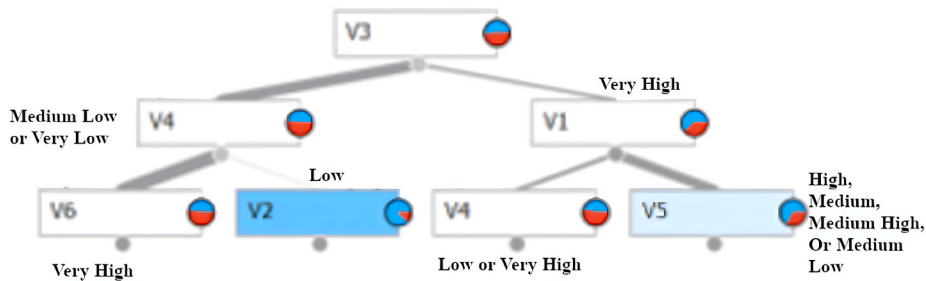 V3
Very High
Medium Low
or Very Low
V4
V1
Low
V6
V2
V4
V5
High,
Medium,
Medium High,
Or Medium
Low
Very High
Low or Very High